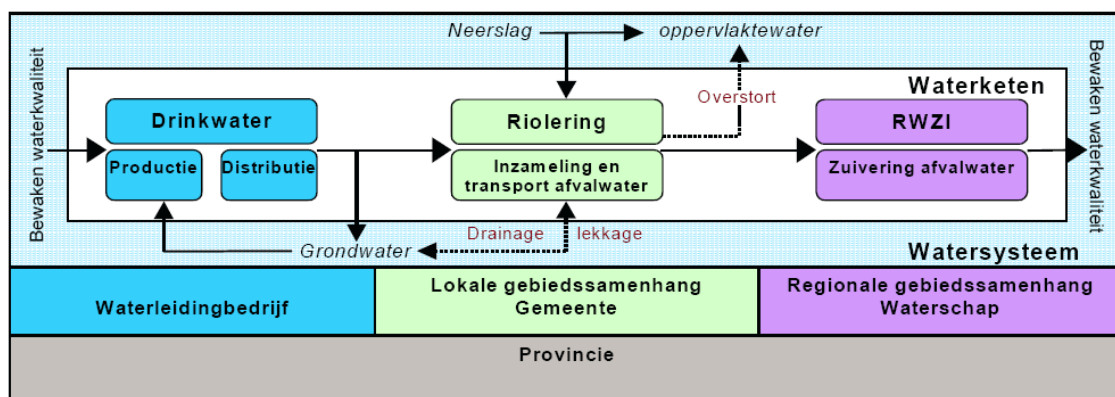 Neerslag
oppervlaktewater
Bewaken waterkwaliteit
Bewaken waterkwaliteit
Waterketen
Overstort
Drinkwater
Riolering
RWZI
Productie
Distributie
Inzameling en
transport afvalwater
Zuivering afvalwater
Drainage
lekkage
Grondwater
Watersysteem
Waterleidingbedrijf
Lokale gebiedssamenhang
Gemeente
Regionale gebiedssamenhang
Waterschap
Provincie